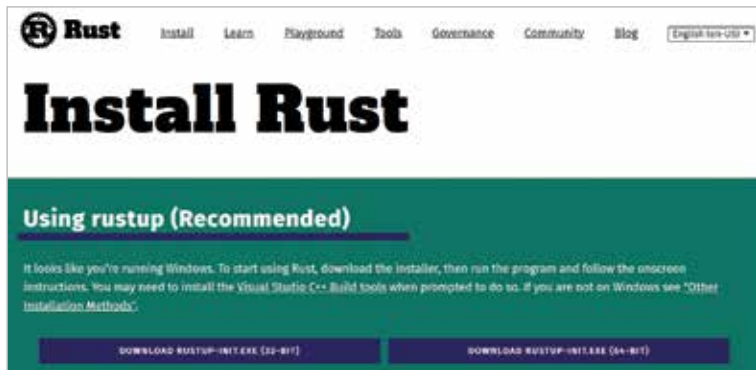 Rust Install Learn Playground Tools Governance Community Blog English (en-US)
Install Rust
Using rustup (Recommended)
It looks like you're running Windows. To start using Rust, download the installer, then run the program and follow the onscreen
instructions. You may need to install the Visual Studio C++ Build tools when prompted to do so. If you are not on Windows see "Other
Installation Methods".
DOWNLOAD RUSTUP-INIT.EXE (32-BIT) DOWNLOAD RUSTUP-INIT.EXE (64-BIT)